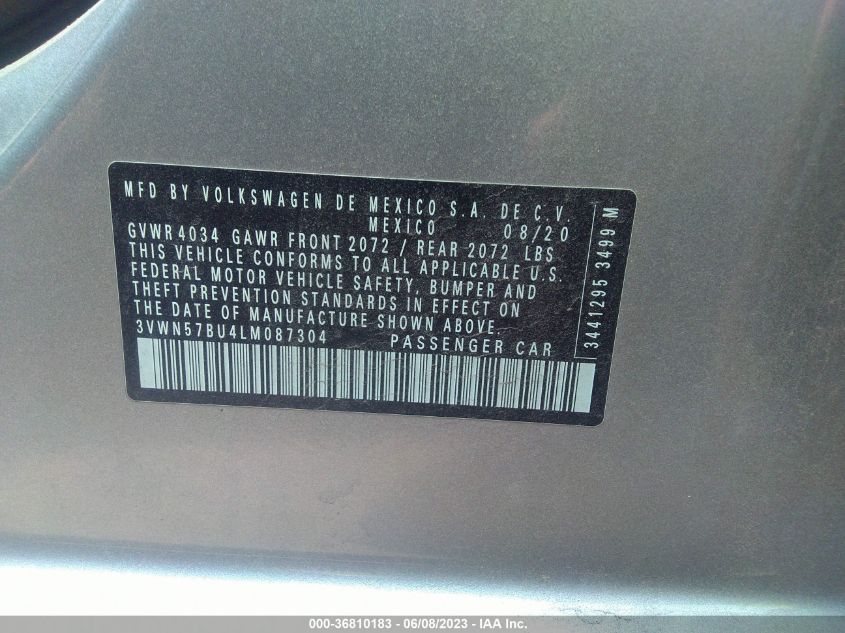 MFD BY VOLKSWAGEN DE MEXICO S.A. DE C.V.
MEXICO 08/20
GVWR 4034 GAWR FRONT 2072 / REAR 2072 LBS
THIS VEHICLE CONFORMS TO ALL APPLICABLE U.S.
FEDERAL MOTOR VEHICLE SAFETY, BUMPER AND
THEFT PREVENTION STANDARDS IN EFFECT ON
THE DATE OF MANUFACTURE SHOWN ABOVE.
3VWN57BU4LM087304 PASSENGER CAR
3441295 3499 M
000-36810183 - 06/08/2023 - IAA Inc.